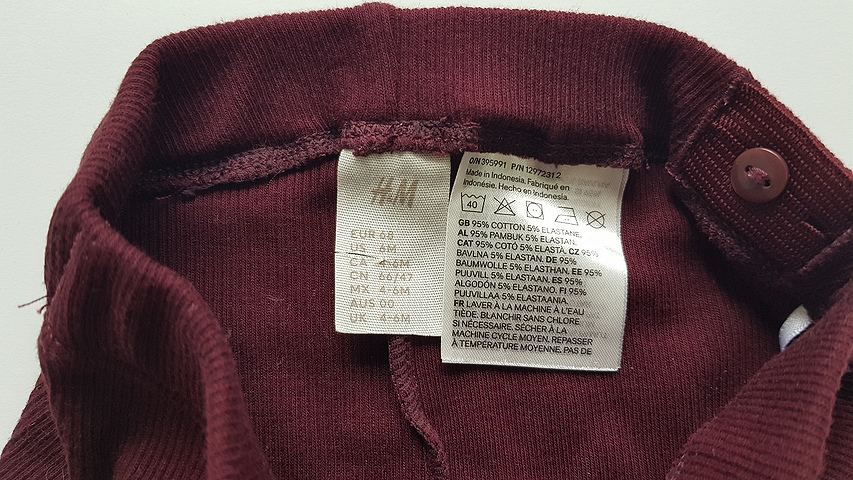 H&M
EUR 68
US 6M
CA 4-6M
CN 66/47
MX 4-6M
AUS 00
UK 4-6M
O/N 395991 P/N 1297231.2
Made in Indonesia. Fabriqué en
Indonésie. Hecho en Indonesia.
40
GB 95% COTTON 5% ELASTANE.
AL 95% PAMBUK 5% ELASTAN.
CAT 95% COTÓ 5% ELASTÀ. CZ 95%
BAVLNA 5% ELASTAN. DE 95%
BAUMWOLLE 5% ELASTHAN. EE 95%
PUUVILL 5% ELASTAAN. ES 95%
ALGODÓN 5% ELASTANO. FI 95%
PUUVILLAA 5% ELASTAANIA.
FR LAVER À LA MACHINE À L'EAU
TIÈDE. BLANCHIR SANS CHLORE
SI NÉCESSAIRE. SÉCHER À LA
MACHINE CYCLE MOYEN. REPASSER
À TEMPÉRATURE MOYENNE. PAS DE